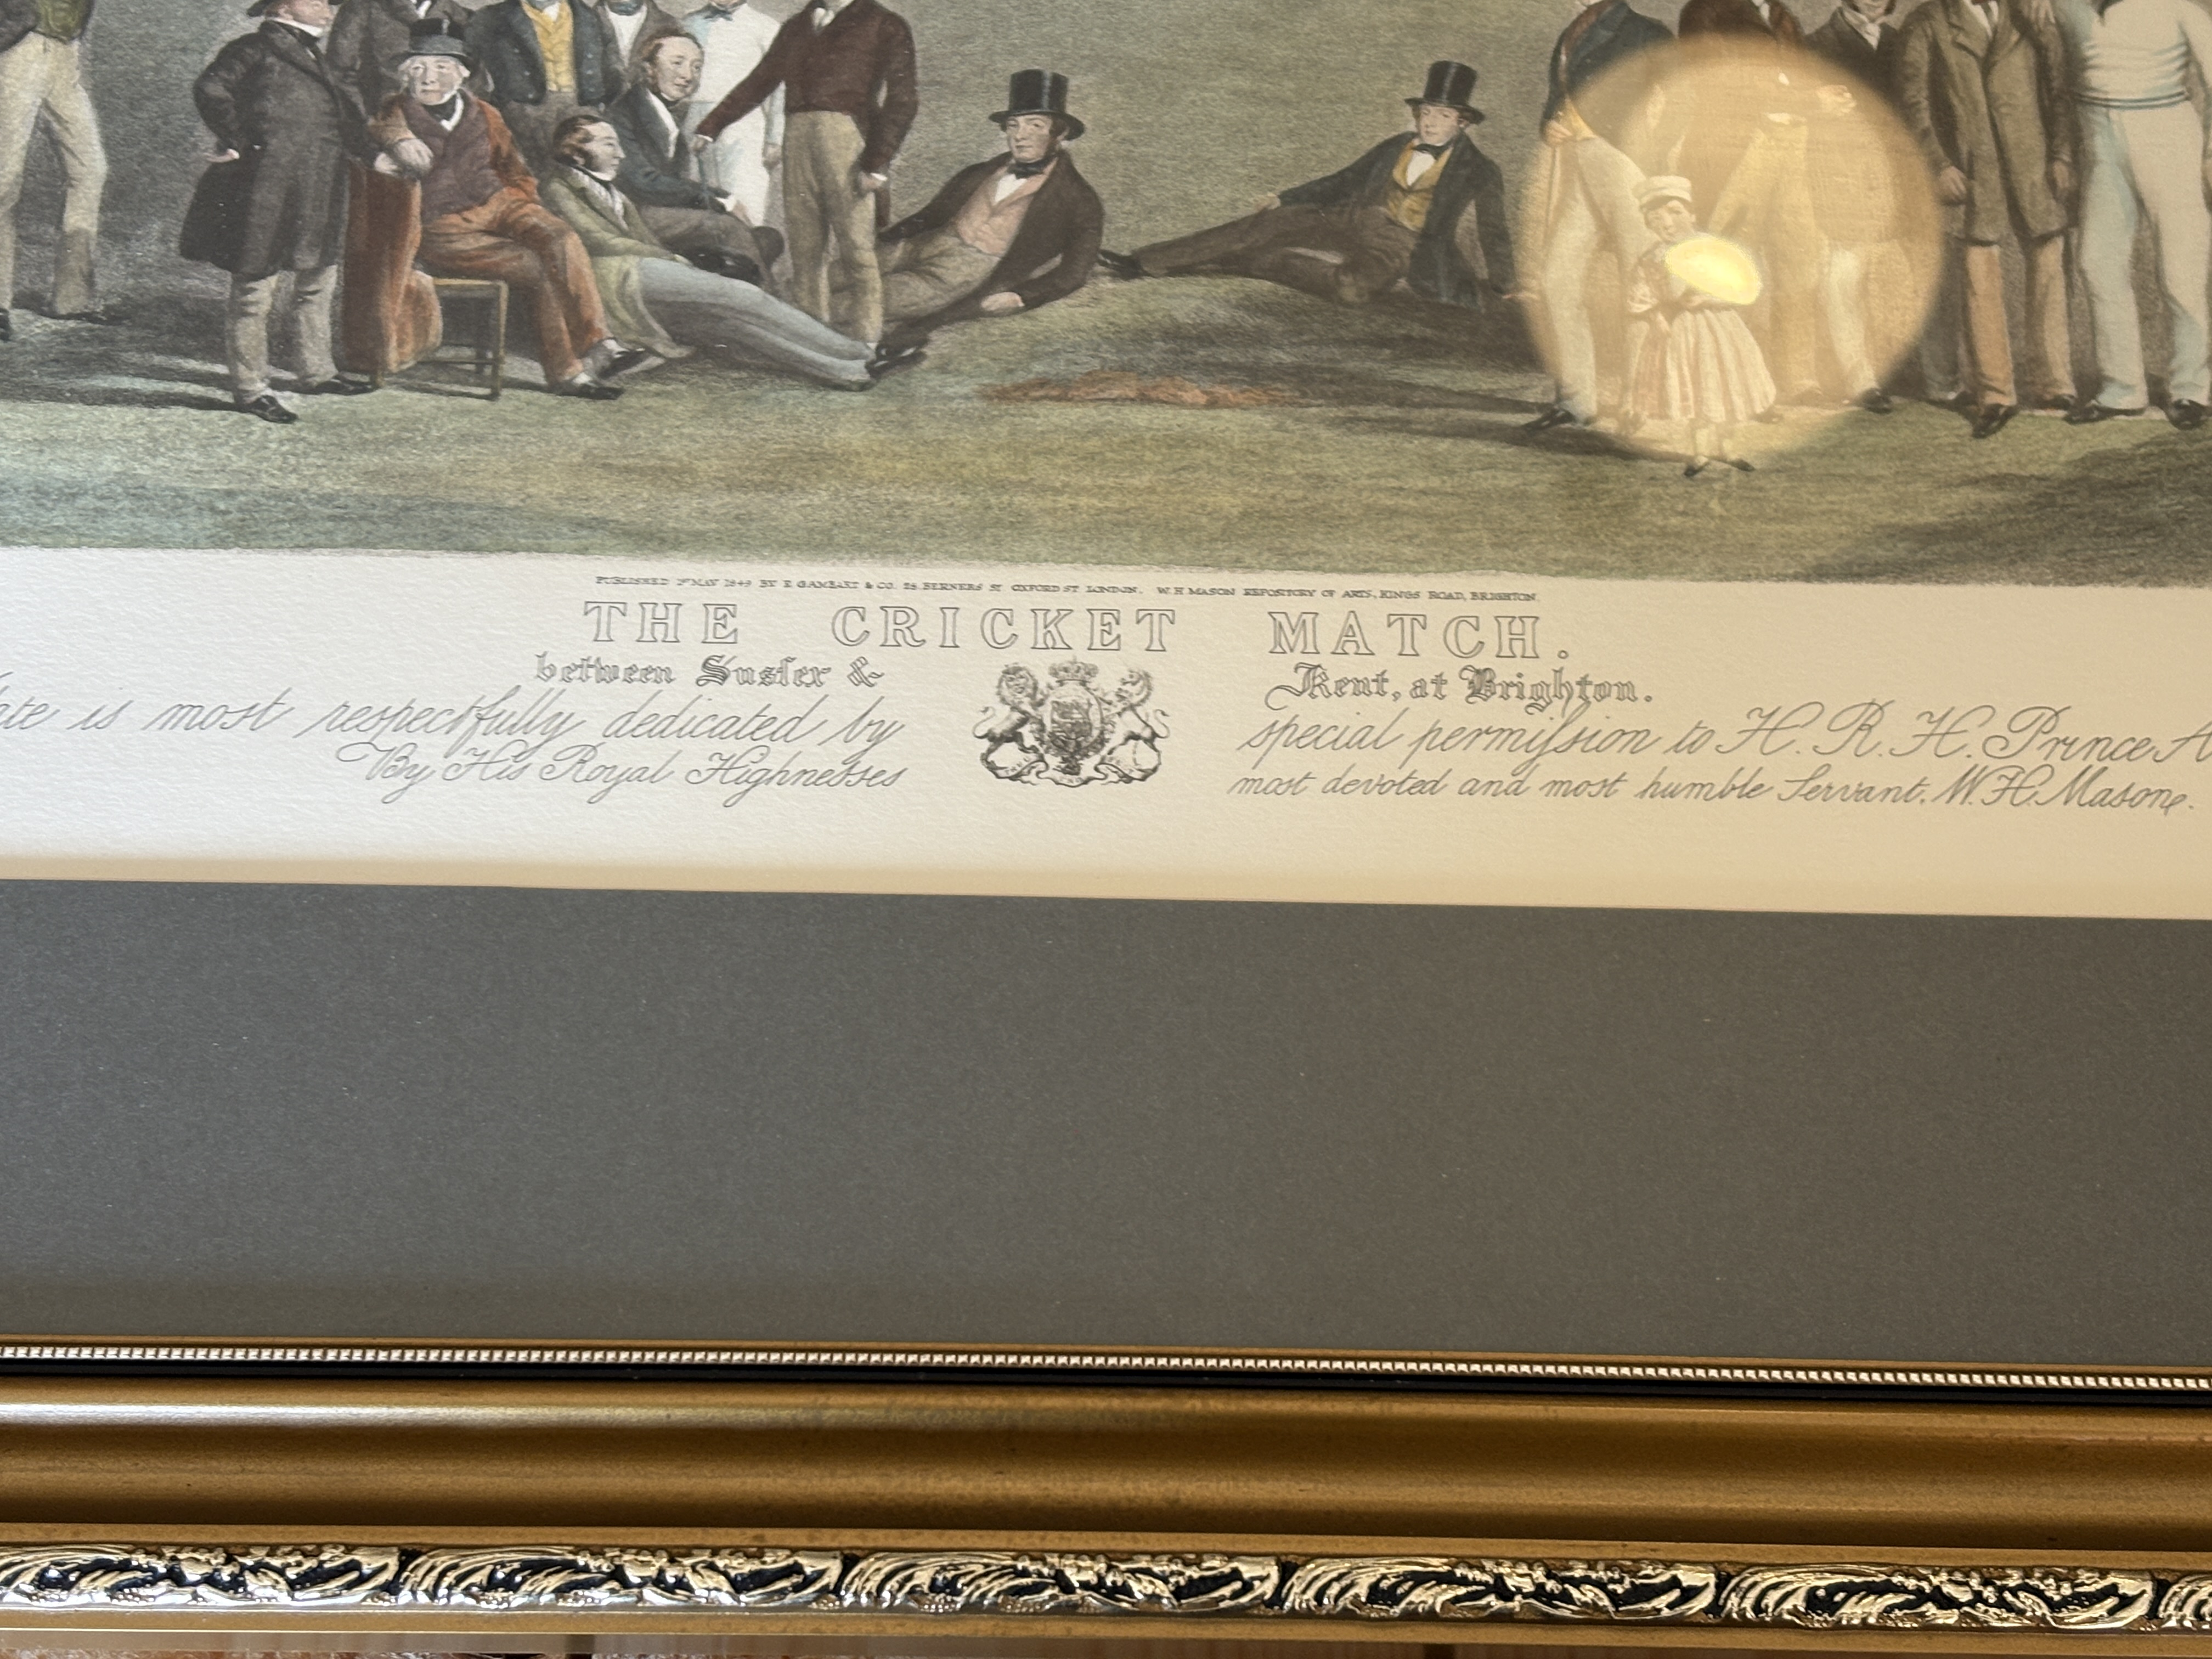 PUBLISHED 1ST MAY 1849 BY E. GAMBART & CO. 25. BERNERS ST OXFORD ST LONDON. W. H MASON REPOSITORY OF ARTS, KINGS ROAD, BRIGHTON.
THE CRICKET MATCH.
between Susſex & Kent, at Brighton.
is most respectfully dedicated by special permiſsion to H. R. H. Prince A
By His Royal Highnesses most devoted and most humble Servant, W. H. Mason.